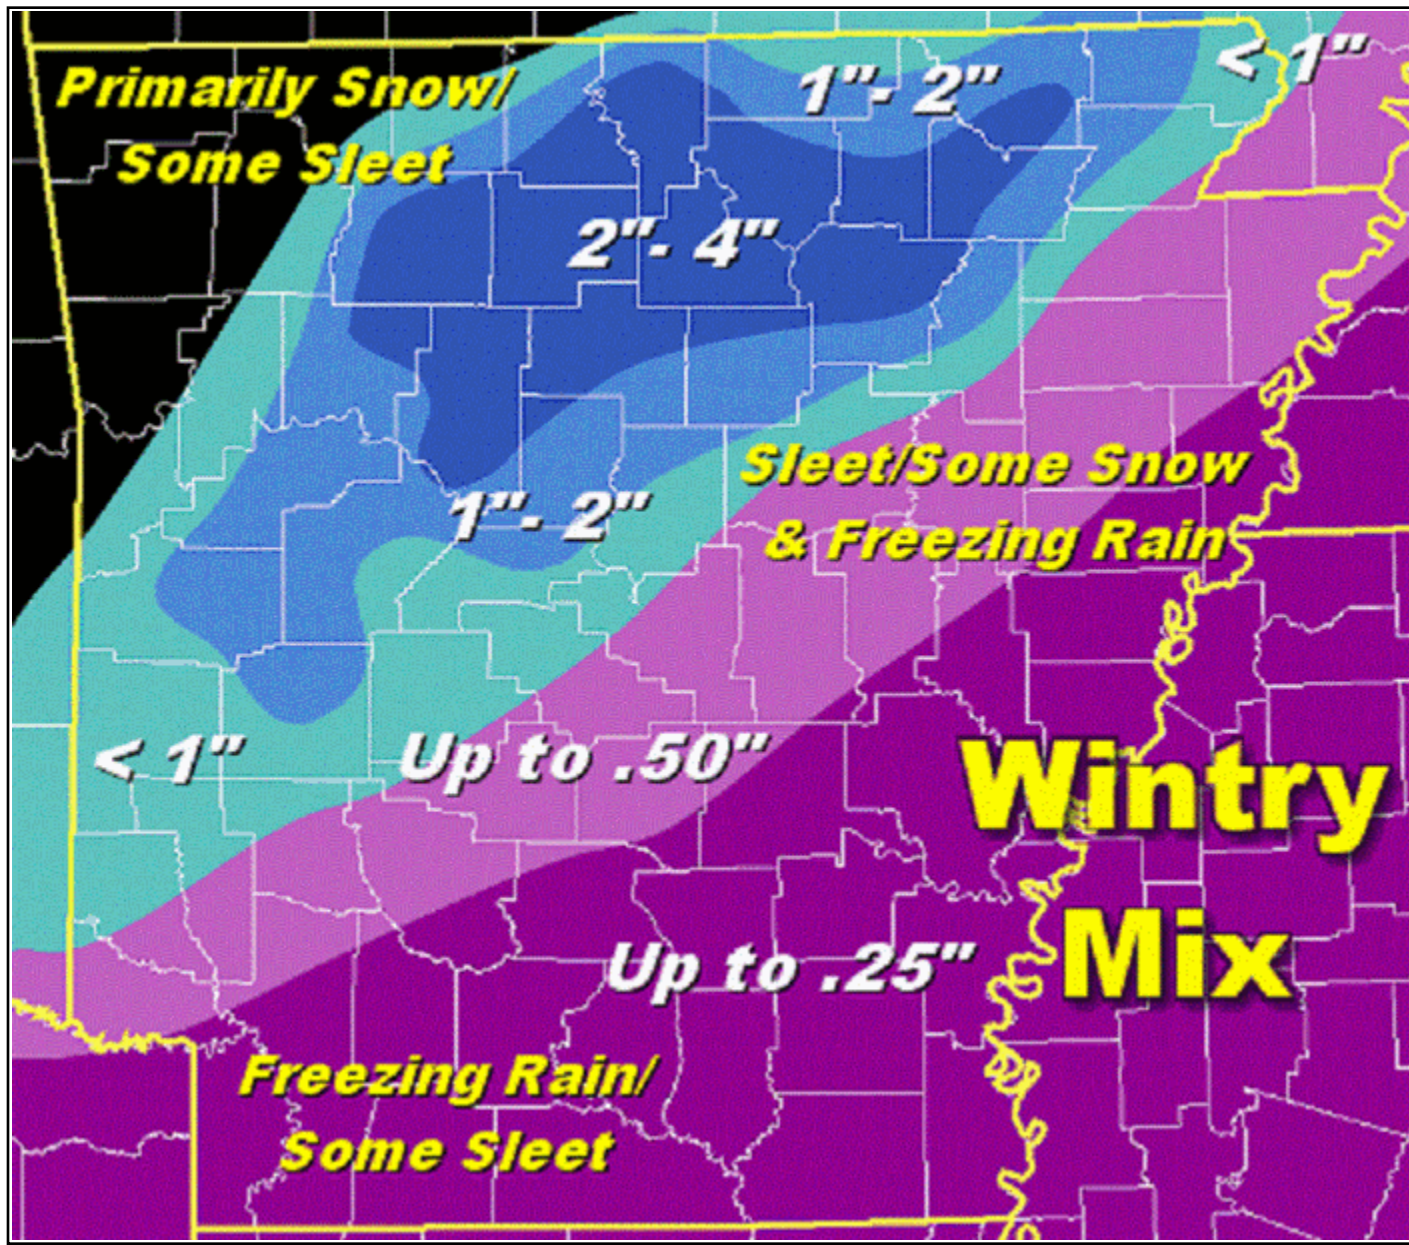 Primarily Snow/
Some Sleet
1"- 2"
< 1"
2"- 4"
Sleet/Some Snow
& Freezing Rain
1"- 2"
< 1"
Up to .50"
Wintry
Mix
Up to .25"
Freezing Rain/
Some Sleet